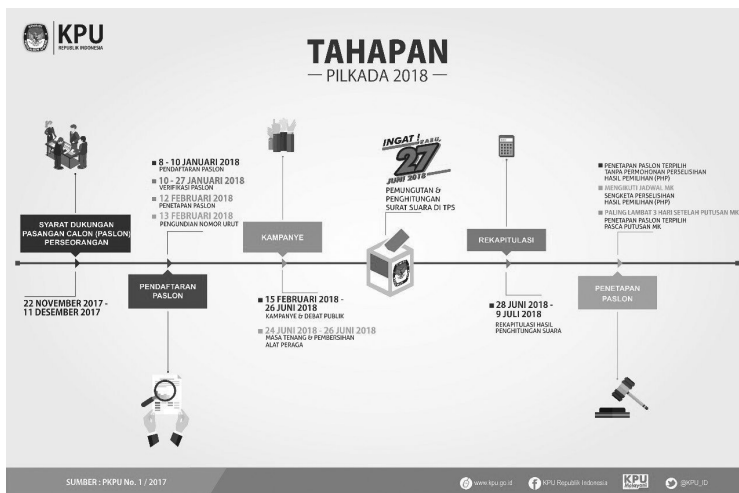 KPU
REPUBLIK INDONESIA
TAHAPAN
PILKADA 2018
SYARAT DUKUNGAN
PASANGAN CALON (PASLON)
PERSEORANGAN
22 NOVEMBER 2017 -
11 DESEMBER 2017
8 - 10 JANUARI 2018
PENDAFTARAN PASLON
10 - 27 JANUARI 2018
VERIFIKASI PASLON
12 FEBRUARI 2018
PENETAPAN PASLON
13 FEBRUARI 2018
PENGUNDIAN NOMOR URUT
PENDAFTARAN
PASLON
KAMPANYE
15 FEBRUARI 2018 -
26 JUNI 2018
KAMPANYE & DEBAT PUBLIK
24 JUNI 2018 - 26 JUNI 2018
MASA TENANG & PEMBERSIHAN
ALAT PERAGA
INGAT !
RABU,
27
JUNI 2018
PEMUNGUTAN &
PENGHITUNGAN
SURAT SUARA DI TPS
KPU
REKAPITULASI
28 JUNI 2018 -
9 JULI 2018
REKAPITULASI HASIL
PENGHITUNGAN SUARA
PENETAPAN PASLON TERPILIH
TANPA PERMOHONAN PERSELISIHAN
HASIL PEMILIHAN (PHP)
MENGIKUTI JADWAL MK
SENGKETA PERSELISIHAN
HASIL PEMILIHAN (PHP)
PALING LAMBAT 3 HARI SETELAH PUTUSAN MK
PENETAPAN PASLON TERPILIH
PASCA PUTUSAN MK
PENETAPAN
PASLON
SUMBER : PKPU No. 1 / 2017
www.kpu.go.id
KPU Republik Indonesia
KPU
Melayani
@KPU_ID